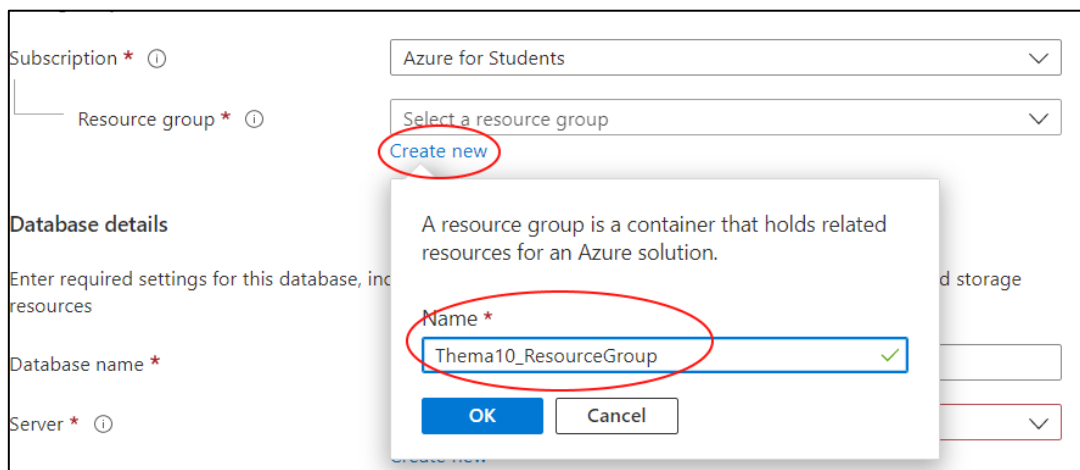 Subscription *
Azure for Students
Resource group *
Select a resource group
Create new
A resource group is a container that holds related
resources for an Azure solution.
Name *
Thema10_ResourceGroup
OK
Cancel
Database details
Enter required settings for this database, inc
d storage
resources
Database name *
Server *
Create new